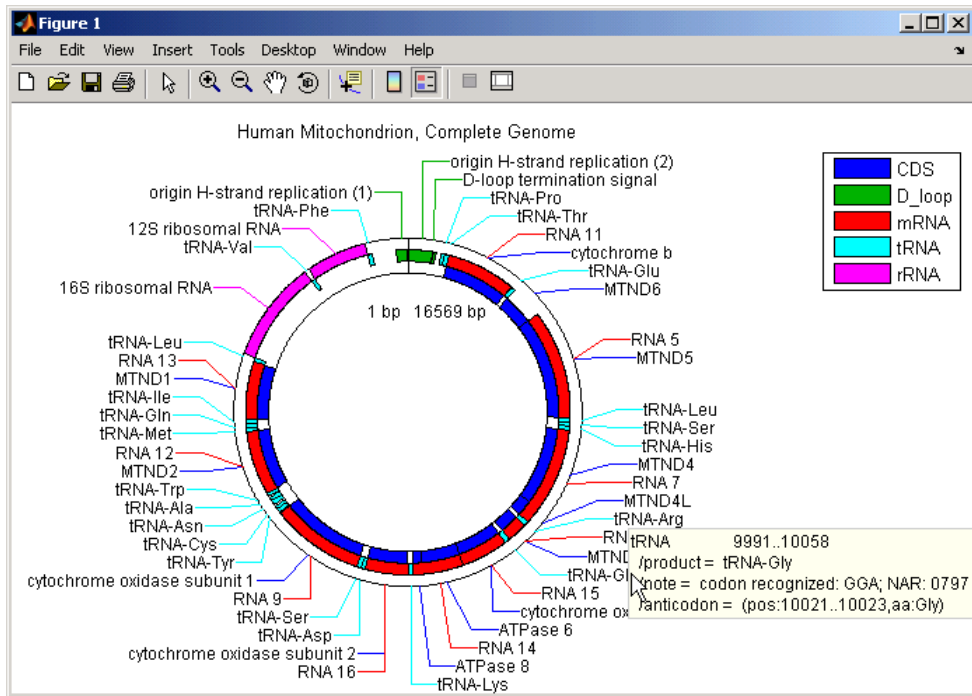 Figure 1
File Edit View Insert Tools Desktop Window Help
Human Mitochondrion, Complete Genome
origin H-strand replication (2)
D-loop termination signal
tRNA-Pro
tRNA-Thr
RNA 11
cytochrome b
tRNA-Glu
MTND6
RNA 5
MTND5
tRNA-Leu
tRNA-Ser
tRNA-His
MTND4
RNA 7
MTND4L
tRNA-Arg
MTND
tRNA-Gl
RNA 15
cytochrome ox
ATPase 6
RNA 14
ATPase 8
tRNA-Lys
origin H-strand replication (1)
tRNA-Phe
12S ribosomal RNA
tRNA-Val
16S ribosomal RNA
tRNA-Leu
RNA 13
MTND1
tRNA-Ile
tRNA-Gln
tRNA-Met
RNA 12
MTND2
tRNA-Trp
tRNA-Ala
tRNA-Asn
tRNA-Cys
tRNA-Tyr
cytochrome oxidase subunit 1
RNA 9
tRNA-Ser
tRNA-Asp
cytochrome oxidase subunit 2
RNA 16
1 bp 16569 bp
CDS
D_loop
mRNA
tRNA
rRNA
tRNA 9991..10058
/product = tRNA-Gly
/note = codon recognized: GGA; NAR: 0797
/anticodon = (pos:10021..10023,aa:Gly)